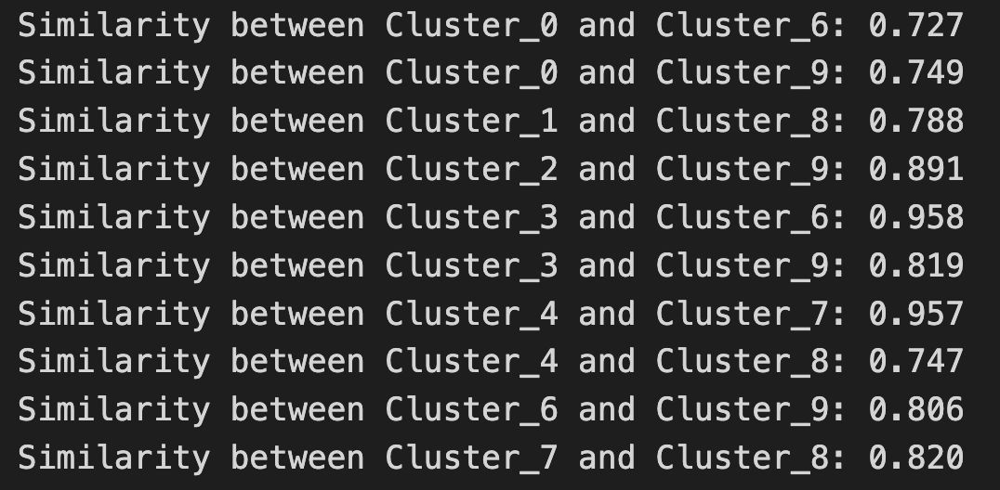 Similarity between Cluster_0 and Cluster_6: 0.727
Similarity between Cluster_0 and Cluster_9: 0.749
Similarity between Cluster_1 and Cluster_8: 0.788
Similarity between Cluster_2 and Cluster_9: 0.891
Similarity between Cluster_3 and Cluster_6: 0.958
Similarity between Cluster_3 and Cluster_9: 0.819
Similarity between Cluster_4 and Cluster_7: 0.957
Similarity between Cluster_4 and Cluster_8: 0.747
Similarity between Cluster_6 and Cluster_9: 0.806
Similarity between Cluster_7 and Cluster_8: 0.820